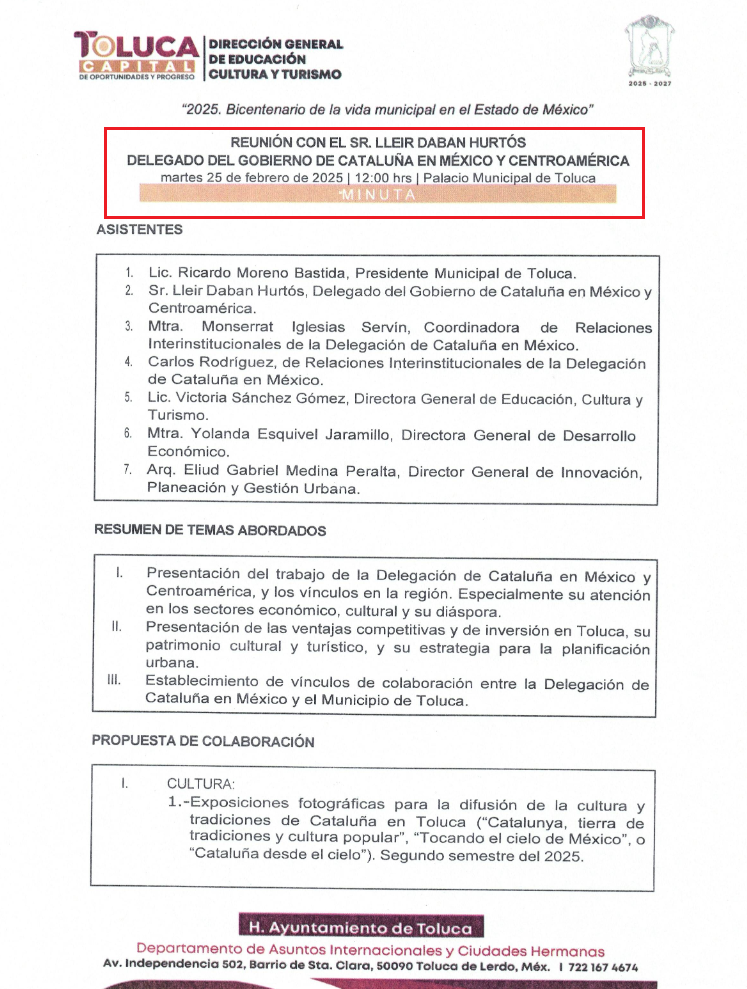 TOLUCA
CAPITAL
DE OPORTUNIDADES Y PROGRESO
DIRECCIÓN GENERAL
DE EDUCACIÓN
CULTURA Y TURISMO
2025 - 2027
"2025. Bicentenario de la vida municipal en el Estado de México"
REUNIÓN CON EL SR. LLEIR DABAN HURTÓS
DELEGADO DEL GOBIERNO DE CATALUÑA EN MÉXICO Y CENTROAMÉRICA
martes 25 de febrero de 2025 | 12:00 hrs | Palacio Municipal de Toluca
MINUTA
ASISTENTES
1. Lic. Ricardo Moreno Bastida, Presidente Municipal de Toluca.
2. Sr. Lleir Daban Hurtós, Delegado del Gobierno de Cataluña en México y
Centroamérica.
3. Mtra. Monserrat Iglesias Servín, Coordinadora de Relaciones
Interinstitucionales de la Delegación de Cataluña en México.
4. Carlos Rodríguez, de Relaciones Interinstitucionales de la Delegación
de Cataluña en México.
5. Lic. Victoria Sánchez Gómez, Directora General de Educación, Cultura y
Turismo.
6. Mtra. Yolanda Esquivel Jaramillo, Directora General de Desarrollo
Económico.
7. Arq. Eliud Gabriel Medina Peralta, Director General de Innovación,
Planeación y Gestión Urbana.
RESUMEN DE TEMAS ABORDADOS
I. Presentación del trabajo de la Delegación de Cataluña en México y
Centroamérica, y los vínculos en la región. Especialmente su atención
en los sectores económico, cultural y su diáspora.
II. Presentación de las ventajas competitivas y de inversión en Toluca, su
patrimonio cultural y turístico, y su estrategia para la planificación
urbana.
III. Establecimiento de vínculos de colaboración entre la Delegación de
Cataluña en México y el Municipio de Toluca.
PROPUESTA DE COLABORACIÓN
I. CULTURA:
1.-Exposiciones fotográficas para la difusión de la cultura y
tradiciones de Cataluña en Toluca ("Catalunya, tierra de
tradiciones y cultura popular", "Tocando el cielo de México", o
"Cataluña desde el cielo"). Segundo semestre del 2025.
H. Ayuntamiento de Toluca
Departamento de Asuntos Internacionales y Ciudades Hermanas
Av. Independencia 502, Barrio de Sta. Clara, 50090 Toluca de Lerdo, Méx. I 722 167 4674